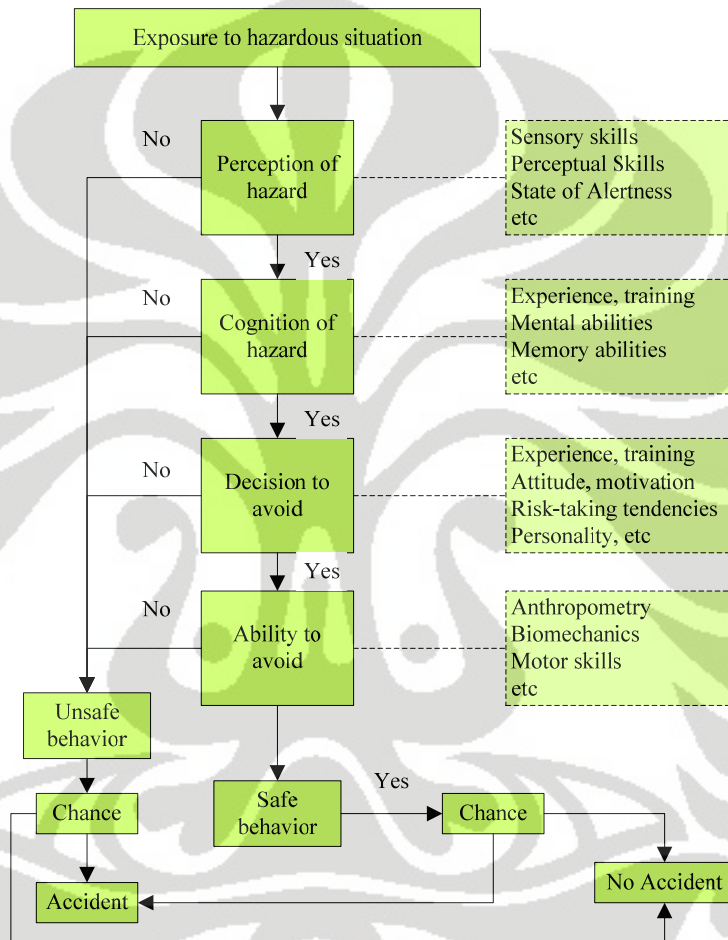 Exposure to hazardous situation
No
Perception of
hazard
Sensory skills
Perceptual Skills
State of Alertness
etc
Yes
No
Cognition of
hazard
Experience, training
Mental abilities
Memory abilities
etc
Yes
No
Decision to
avoid
Experience, training
Attitude, motivation
Risk-taking tendencies
Personality, etc
Yes
No
Ability to
avoid
Anthropometry
Biomechanics
Motor skills
etc
Unsafe
behavior
Safe
behavior
Yes
Chance
Chance
Accident
No Accident